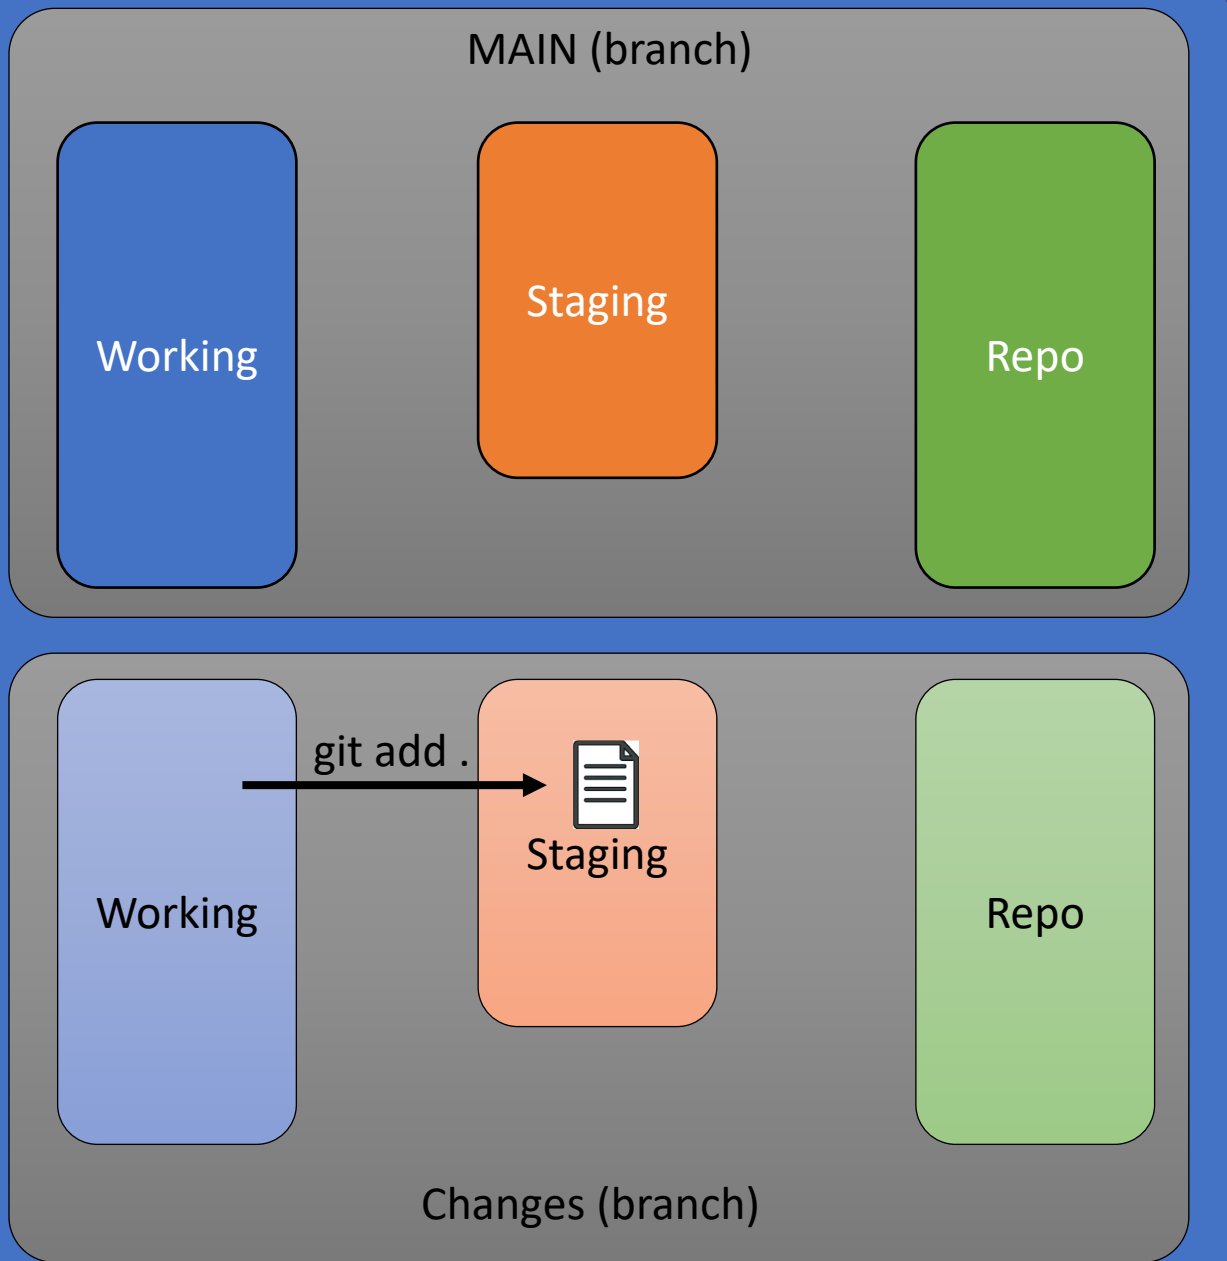 MAIN (branch)
Working
Staging
Repo
git add .
Working
Staging
Repo
Changes (branch)